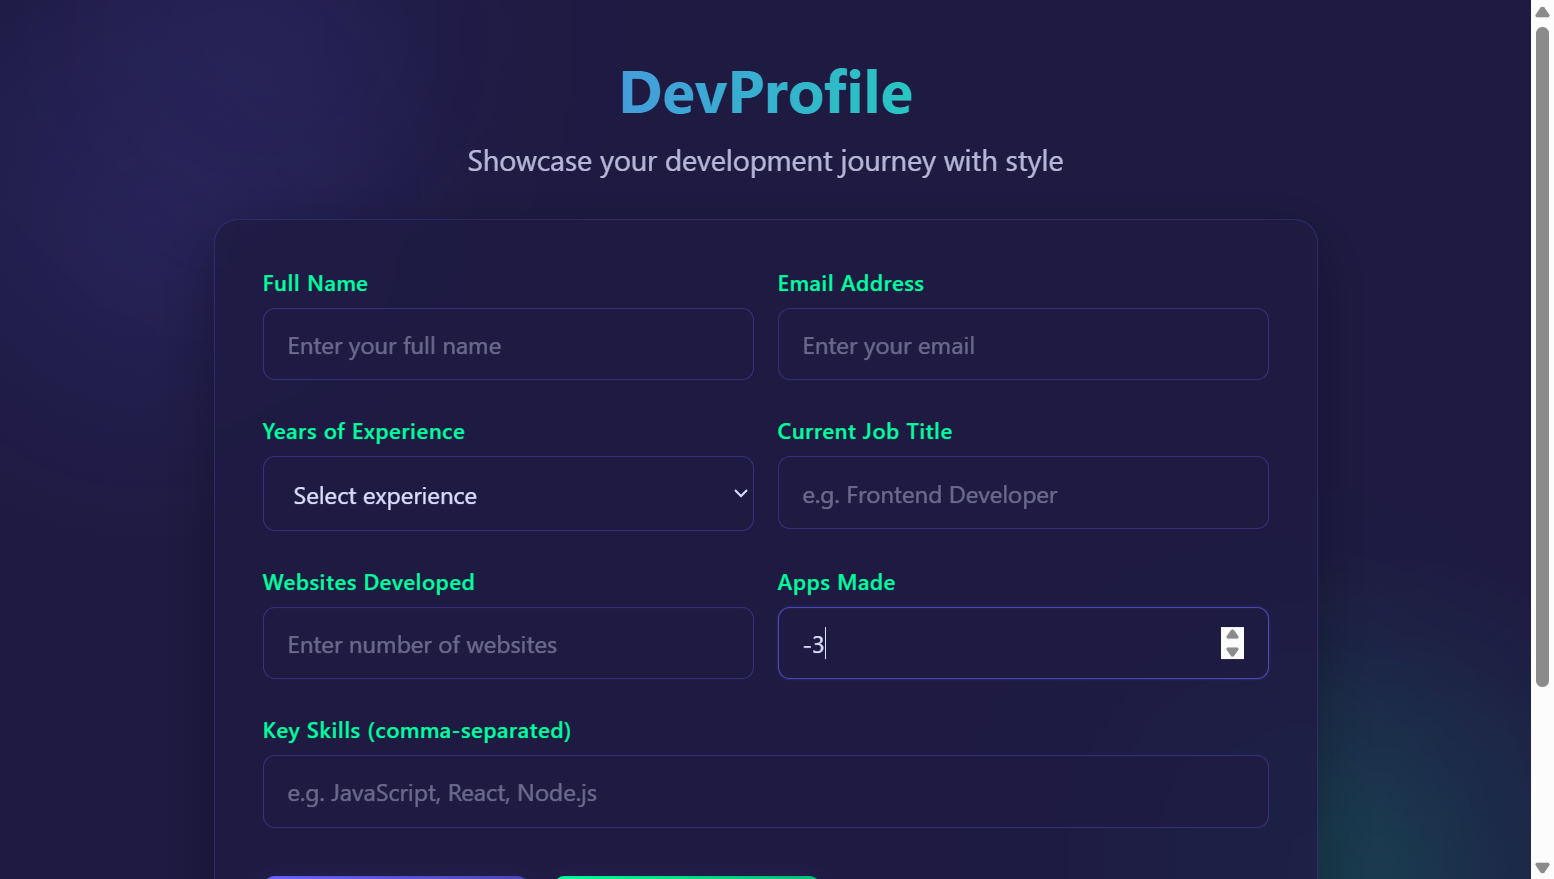 DevProfile
Showcase your development journey with style
Full Name
Email Address
Enter your full name
Enter your email
Years of Experience
Current Job Title
Select experience
e.g. Frontend Developer
Websites Developed
Apps Made
Enter number of websites
-3
Key Skills (comma-separated)
e.g. JavaScript, React, Node.js